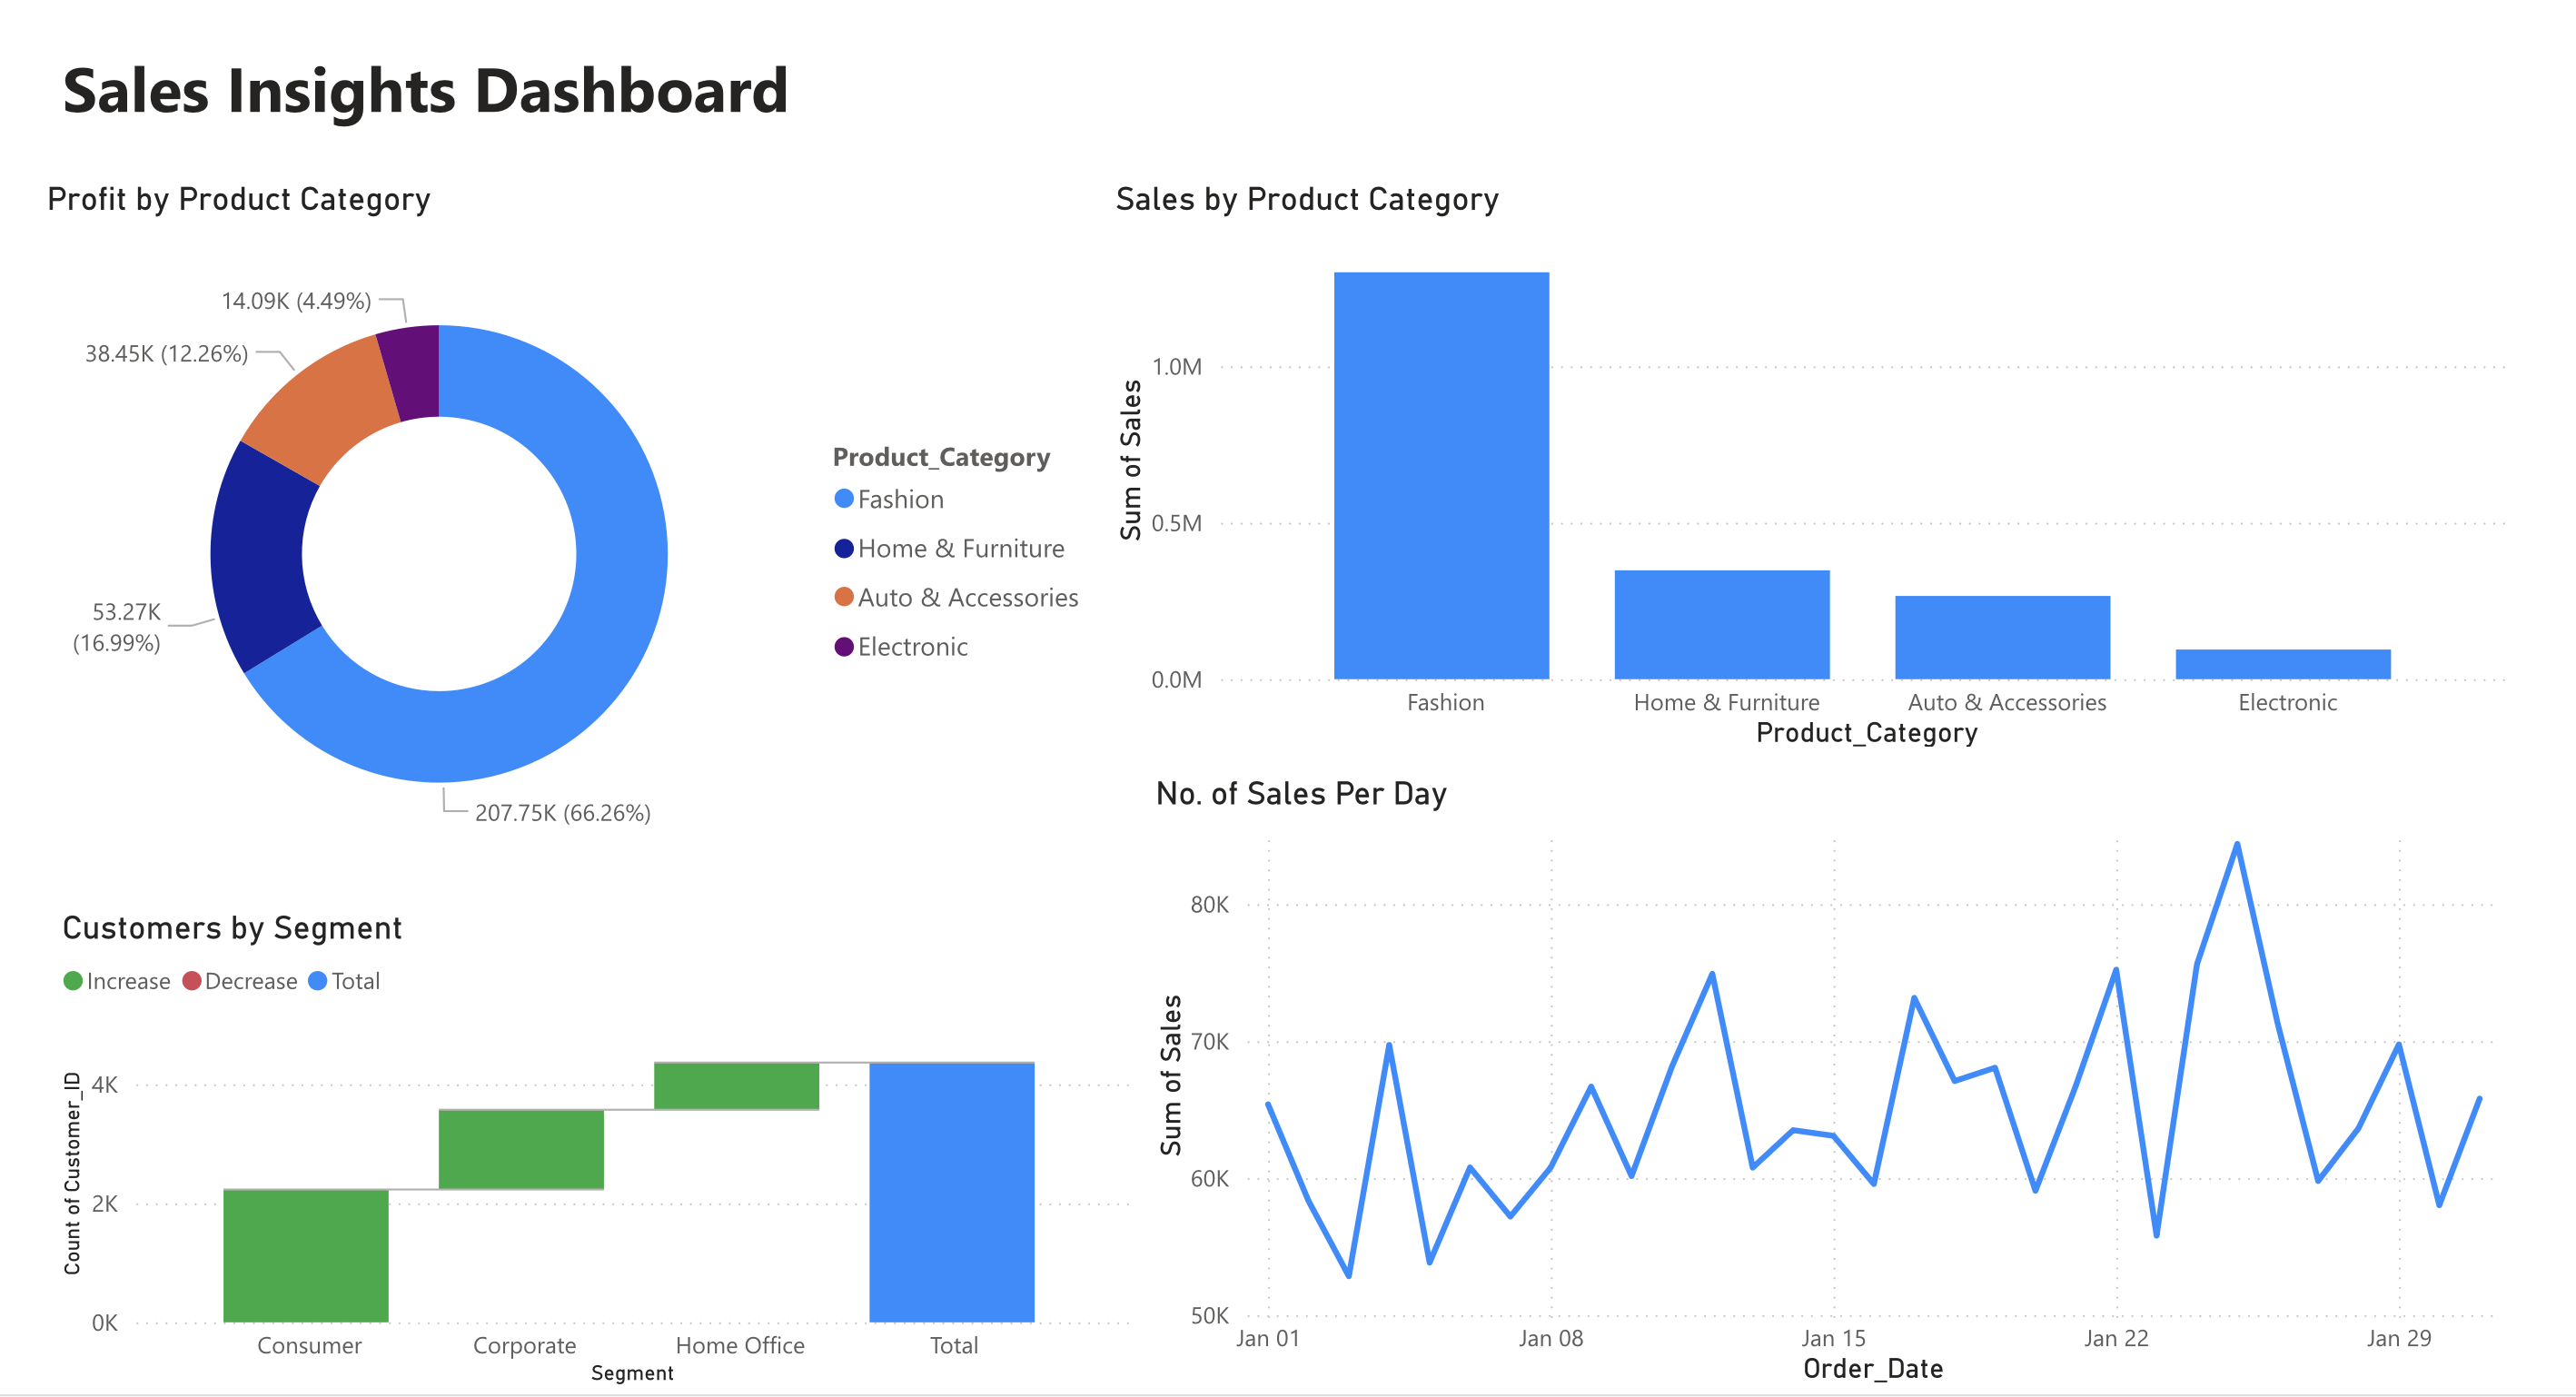 Sales Insights Dashboard
Profit by Product Category
14.09K (4.49%)
38.45K (12.26%)
53.27K
(16.99%)
207.75K (66.26%)
Product_Category
Fashion
Home & Furniture
Auto & Accessories
Electronic
Sales by Product Category
Sum of Sales
1.0M
0.5M
0.0M
Fashion
Home & Furniture
Auto & Accessories
Electronic
Product_Category
Customers by Segment
Increase
Decrease
Total
Count of Customer_ID
4K
2K
0K
Consumer
Corporate
Home Office
Total
Segment
No. of Sales Per Day
Sum of Sales
80K
70K
60K
50K
Jan 01
Jan 08
Jan 15
Jan 22
Jan 29
Order_Date